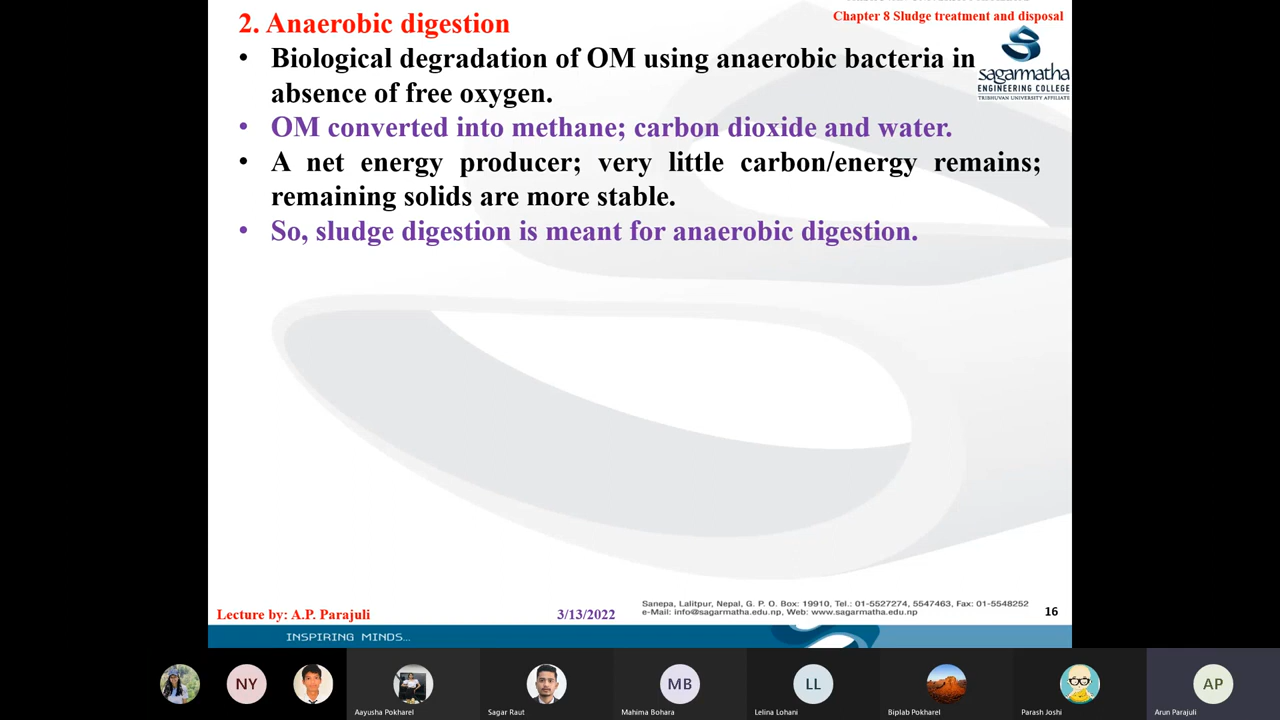 2. Anaerobic digestion
Chapter 8 Sludge treatment and disposal
• Biological degradation of OM using anaerobic bacteria in
absence of free oxygen.
• OM converted into methane; carbon dioxide and water.
• A net energy producer; very little carbon/energy remains;
remaining solids are more stable.
• So, sludge digestion is meant for anaerobic digestion.
sagarmatha
ENGINEERING COLLEGE
TRIBHUVAN UNIVERSITY AFFILIATE
Lecture by: A.P. Parajuli
3/13/2022
Sanepa, Lalitpur, Nepal, G. P. O. Box: 19910, Tel.: 01-5527274, 5547463, Fax: 01-5548252
e-Mail: info@sagarmatha.edu.np, Web: www.sagarmatha.edu.np
16
INSPIRING MINDS...
NY
MB
LL
AP
Aayusha Pokharel
Sagar Raut
Mahima Bohara
Lelina Lohani
Biplab Pokharel
Parash Joshi
Arun Parajuli